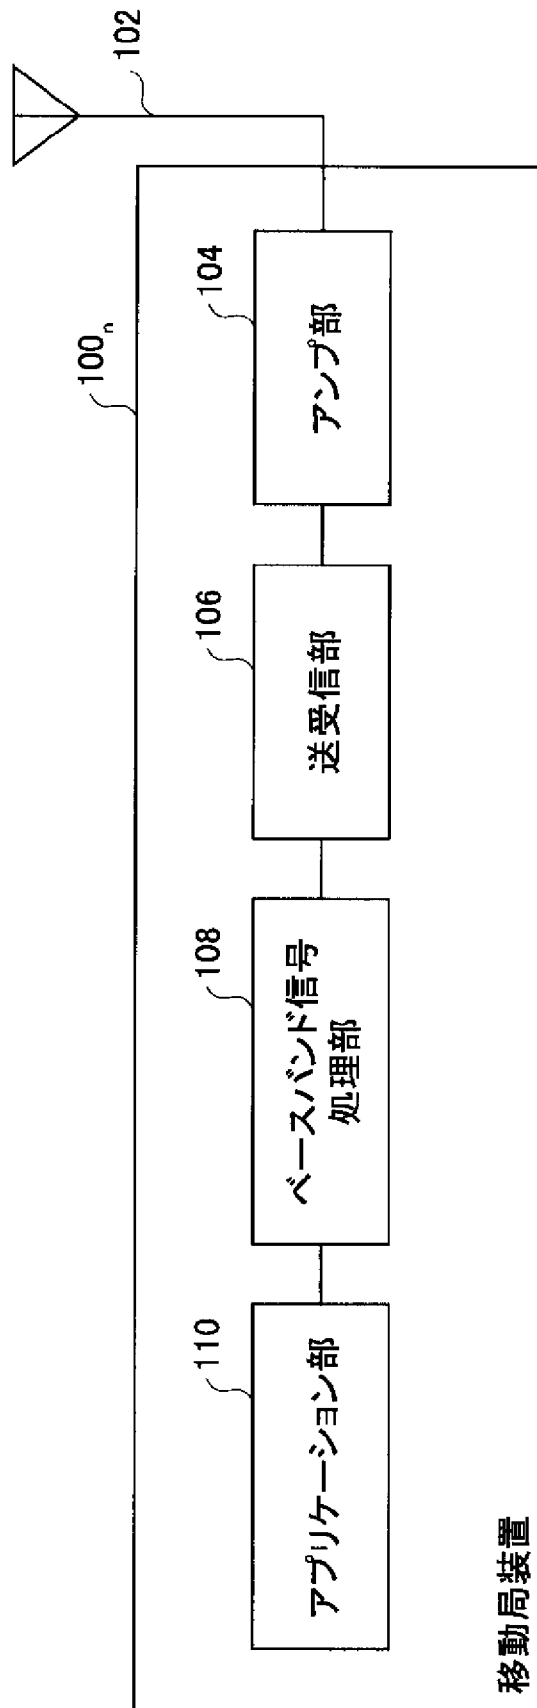 102
100n
104
アンプ部
106
送受信部
108
ベースバンド信号
処理部
110
アプリケーション部
移動局装置